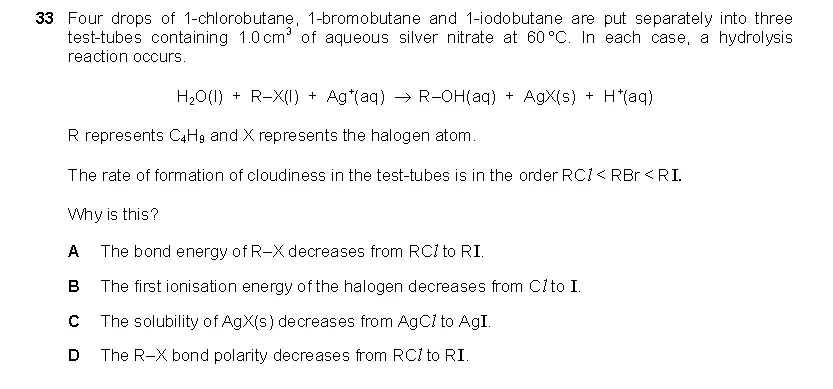 33 Four drops of 1-chlorobutane, 1-bromobutane and 1-iodobutane are put separately into three
test-tubes containing 1.0 cm³ of aqueous silver nitrate at 60 °C. In each case, a hydrolysis
reaction occurs.
H₂O(l) + R–X(l) + Ag⁺(aq) → R–OH(aq) + AgX(s) + H⁺(aq)
R represents C₄H₉ and X represents the halogen atom.
The rate of formation of cloudiness in the test-tubes is in the order RCl < RBr < RI.
Why is this?
A The bond energy of R–X decreases from RCl to RI.
B The first ionisation energy of the halogen decreases from Cl to I.
C The solubility of AgX(s) decreases from AgCl to AgI.
D The R–X bond polarity decreases from RCl to RI.